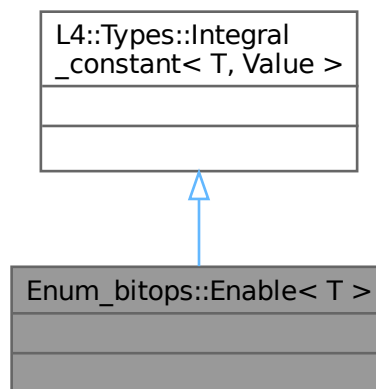 L4::Types::Integral
_constant< T, Value >
Enum_bitops::Enable< T >